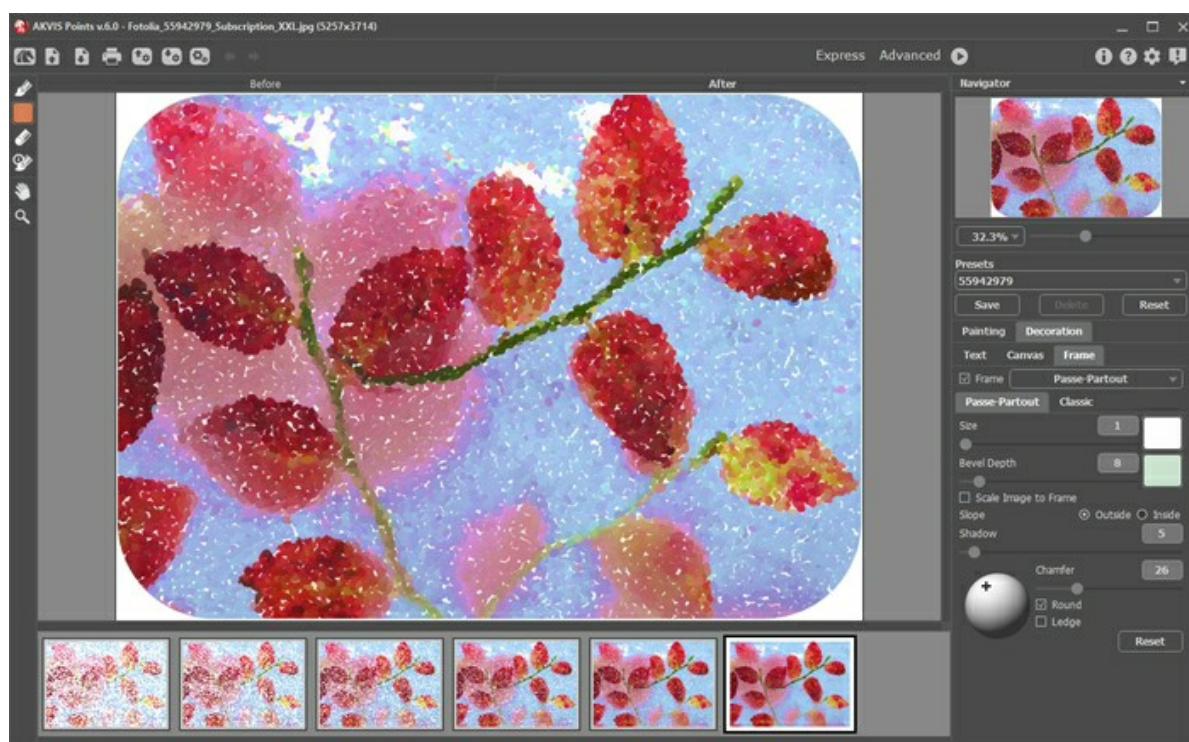 AKVIS Points v.6.0 - Fotolia_55942979_Subscription_XXL.jpg (5257x3714)
Express Advanced
Before After
Navigator
32.3%
Presets
55942979
Save Delete Reset
Painting Decoration
Text Canvas Frame
Frame Passe-Partout
Passe-Partout Classic
Size 1
Bevel Depth 8
Scale Image to Frame
Slope Outside Inside
Shadow 5
Chamfer 26
Round
Ledge
Reset